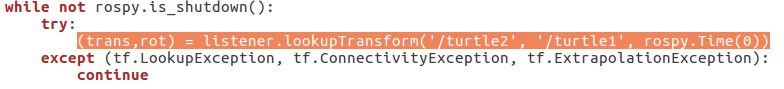 while not rospy.is_shutdown():
    try:
        (trans,rot) = listener.lookupTransform('/turtle2', '/turtle1', rospy.Time(0))
    except (tf.LookupException, tf.ConnectivityException, tf.ExtrapolationException):
        continue